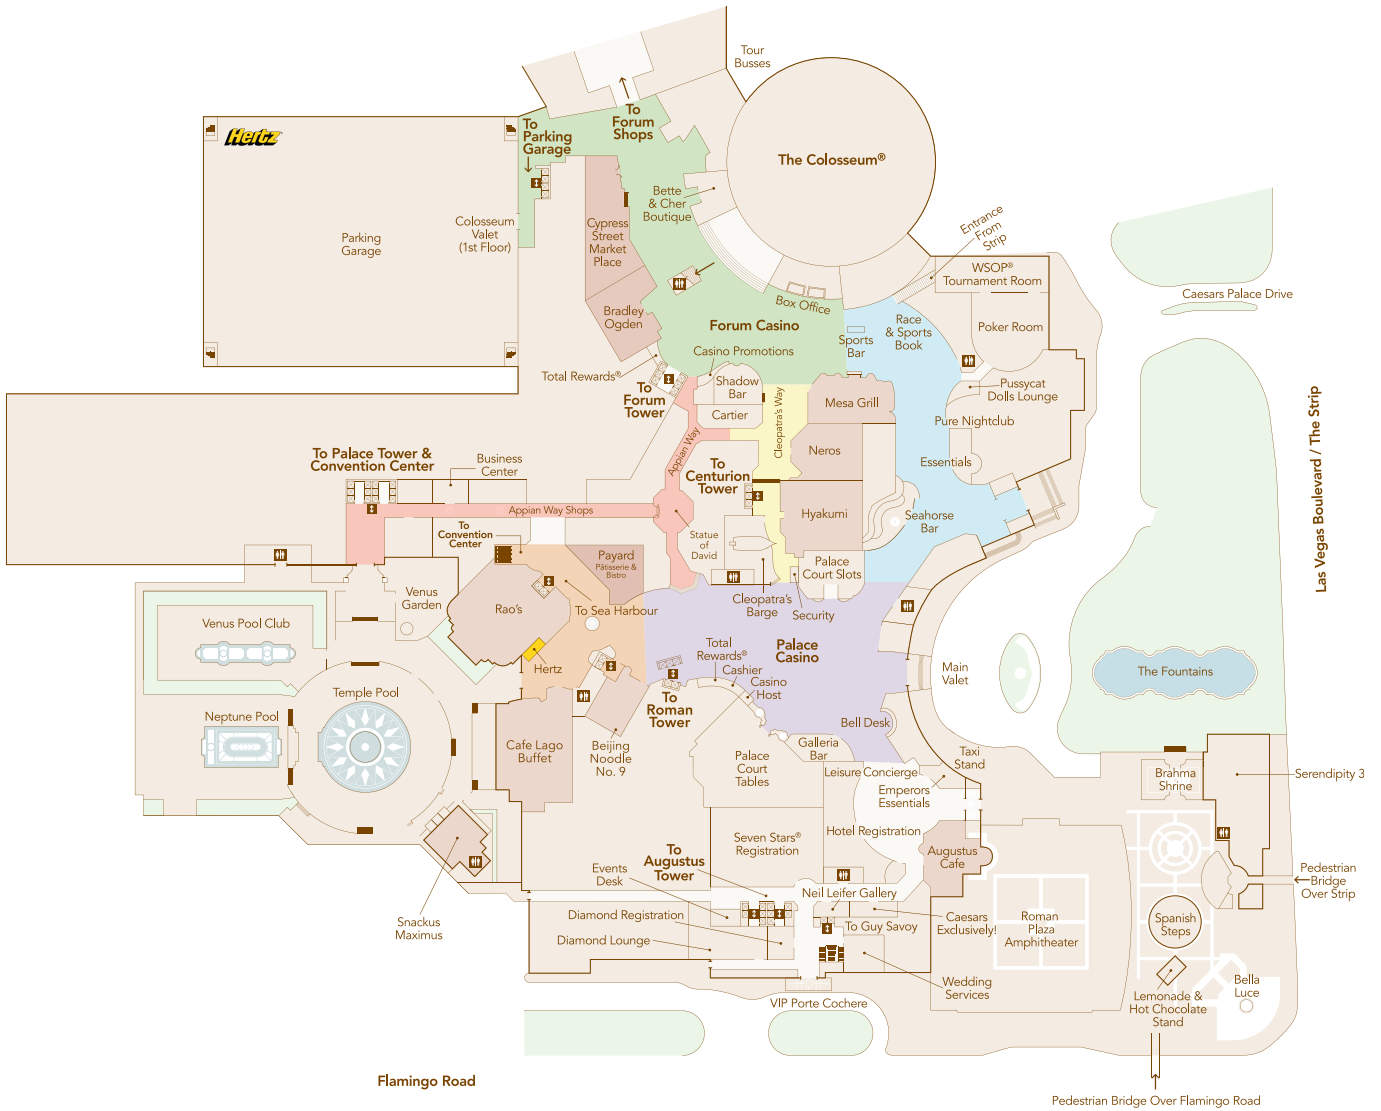 Tour
Busses
Hertz
To
Parking
Garage
To
Forum
Shops
The Colosseum®
Bette
& Cher
Boutique
Colosseum
Valet
(1st Floor)
Parking
Garage
Cypress
Street
Market
Place
Entrance
From
Strip
WSOP®
Tournament Room
Caesars Palace Drive
Box Office
Bradley
Ogden
Forum Casino
Race
& Sports
Book
Poker Room
Sports
Bar
Casino Promotions
Total Rewards®
To
Forum
Tower
Shadow
Bar
Cartier
Cleopatra's Way
Mesa Grill
Pussycat
Dolls Lounge
Pure Nightclub
Las Vegas Boulevard / The Strip
Appian Way
Neros
Essentials
To Palace Tower &
Convention Center
Business
Center
To
Centurion
Tower
Appian Way Shops
Hyakumi
Seahorse
Bar
To
Convention
Center
Statue
of
David
Payard
Pâtisserie &
Bistro
Palace
Court Slots
Venus
Garden
Rao's
To Sea Harbour
Cleopatra's
Barge
Security
Venus Pool Club
Total
Rewards®
Cashier
Casino
Host
Palace
Casino
Hertz
Main
Valet
The Fountains
Temple Pool
To
Roman
Tower
Neptune Pool
Bell Desk
Cafe Lago
Buffet
Beijing
Noodle
No. 9
Galleria
Bar
Palace
Court
Tables
Taxi
Stand
Leisure Concierge
Emperors
Essentials
Brahma
Shrine
Serendipity 3
Hotel Registration
Seven Stars®
Registration
To
Augustus
Tower
Augustus
Cafe
Events
Desk
Pedestrian
Bridge
Over Strip
Neil Leifer Gallery
Snackus
Maximus
Diamond Registration
To Guy Savoy
Caesars
Exclusively!
Roman
Plaza
Amphitheater
Spanish
Steps
Diamond Lounge
Wedding
Services
Bella
Luce
VIP Porte Cochere
Lemonade &
Hot Chocolate
Stand
Flamingo Road
Pedestrian Bridge Over Flamingo Road